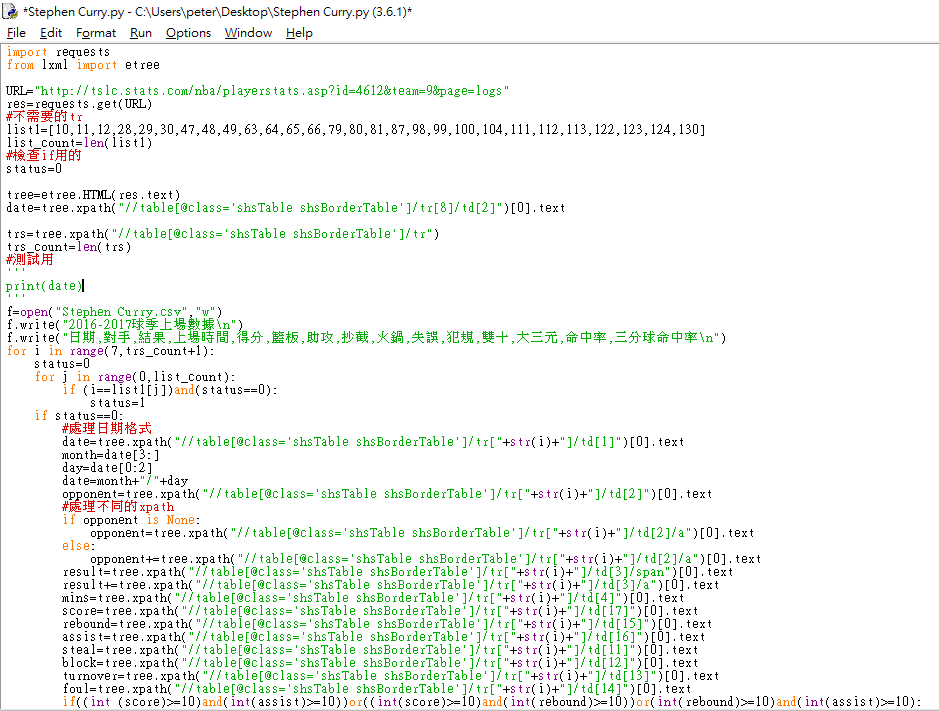 *Stephen Curry.py - C:\Users\peter\Desktop\Stephen Curry.py (3.6.1)*
File Edit Format Run Options Window Help
import requests
from lxml import etree
URL="http://tslc.stats.com/nba/playerstats.asp?id=4612&team=9&page=logs"
res=requests.get(URL)
#不需要的tr
list1=[10,11,12,28,29,30,47,48,49,63,64,65,66,79,80,81,87,98,99,100,104,111,112,113,122,123,124,130]
list_count=len(list1)
#檢查if用的
status=0
tree=etree.HTML(res.text)
date=tree.xpath("//table[@class='shsTable shsBorderTable']/tr[8]/td[2]")[0].text
trs=tree.xpath("//table[@class='shsTable shsBorderTable']/tr")
trs_count=len(trs)
#測試用
'''
print(date)
'''
f=open("Stephen Curry.csv","w")
f.write("2016-2017球季上場數據\n")
f.write("日期,對手,結果,上場時間,得分,籃板,助攻,抄截,火鍋,失誤,犯規,雙十,大三元,命中率,三分球命中率\n")
for i in range(7,trs_count+1):
    status=0
    for j in range(0,list_count):
        if (i==list1[j])and(status==0):
            status=1
    if status==0:
        #處理日期格式
        date=tree.xpath("//table[@class='shsTable shsBorderTable']/tr["+str(i)+"]/td[1]")[0].text
        month=date[3:]
        day=date[0:2]
        date=month+"/"+day
        opponent=tree.xpath("//table[@class='shsTable shsBorderTable']/tr["+str(i)+"]/td[2]")[0].text
        #處理不同的xpath
        if opponent is None:
            opponent=tree.xpath("//table[@class='shsTable shsBorderTable']/tr["+str(i)+"]/td[2]/a")[0].text
        else:
            opponent+=tree.xpath("//table[@class='shsTable shsBorderTable']/tr["+str(i)+"]/td[2]/a")[0].text
        result=tree.xpath("//table[@class='shsTable shsBorderTable']/tr["+str(i)+"]/td[3]/span")[0].text
        result+=tree.xpath("//table[@class='shsTable shsBorderTable']/tr["+str(i)+"]/td[3]/a")[0].text
        mins=tree.xpath("//table[@class='shsTable shsBorderTable']/tr["+str(i)+"]/td[4]")[0].text
        score=tree.xpath("//table[@class='shsTable shsBorderTable']/tr["+str(i)+"]/td[17]")[0].text
        rebound=tree.xpath("//table[@class='shsTable shsBorderTable']/tr["+str(i)+"]/td[15]")[0].text
        assist=tree.xpath("//table[@class='shsTable shsBorderTable']/tr["+str(i)+"]/td[16]")[0].text
        steal=tree.xpath("//table[@class='shsTable shsBorderTable']/tr["+str(i)+"]/td[11]")[0].text
        block=tree.xpath("//table[@class='shsTable shsBorderTable']/tr["+str(i)+"]/td[12]")[0].text
        turnover=tree.xpath("//table[@class='shsTable shsBorderTable']/tr["+str(i)+"]/td[13]")[0].text
        foul=tree.xpath("//table[@class='shsTable shsBorderTable']/tr["+str(i)+"]/td[14]")[0].text
        if((int (score)>=10)and(int(assist)>=10))or((int(score)>=10)and(int(rebound)>=10))or(int(rebound)>=10)and(int(assist)>=10):